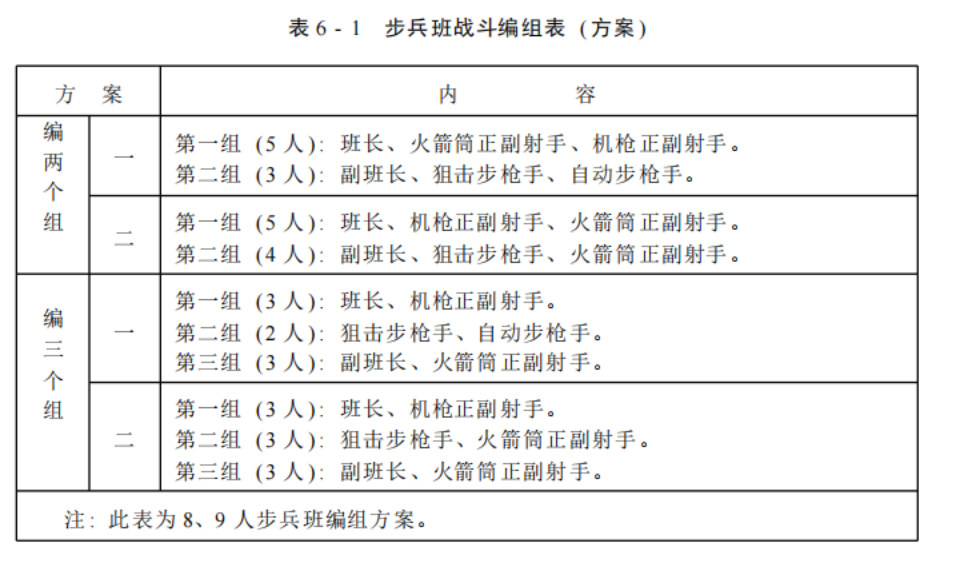 表 6 - 1 步兵班战斗编组表 (方案)
方 案 内 容
编两个组
一
第一组 (5 人): 班长、火箭筒正副射手、机枪正副射手。
第二组 (3 人): 副班长、狙击步枪手、自动步枪手。
二
第一组 (5 人): 班长、机枪正副射手、火箭筒正副射手。
第二组 (4 人): 副班长、狙击步枪手、火箭筒正副射手。
编三个组
一
第一组 (3 人): 班长、机枪正副射手。
第二组 (2 人): 狙击步枪手、自动步枪手。
第三组 (3 人): 副班长、火箭筒正副射手。
二
第一组 (3 人): 班长、机枪正副射手。
第二组 (3 人): 狙击步枪手、火箭筒正副射手。
第三组 (3 人): 副班长、火箭筒正副射手。
注: 此表为 8、9 人步兵班编组方案。